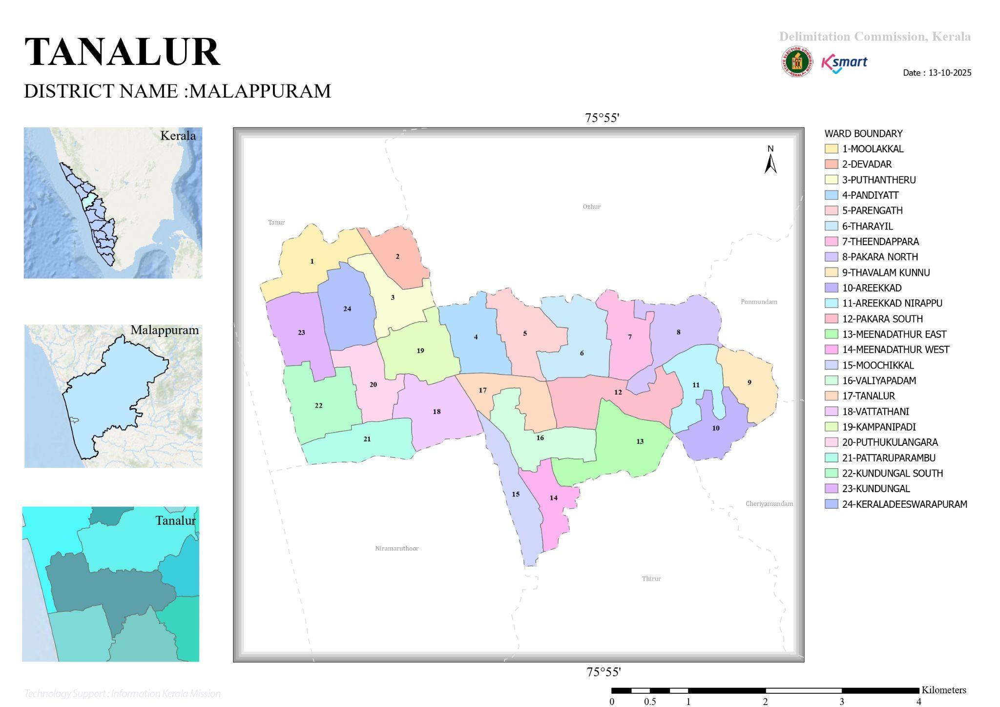 TANALUR
DISTRICT NAME :MALAPPURAM
Delimitation Commission, Kerala
STATE ELECTION COMMISSION
KERALA
Ksmart
Date : 13-10-2025
Kerala
Malappuram
Tanalur
75°55'
N
Ozhur
Tanur
Ponmundam
Cheriyamundam
Niramaruthoor
Thirur
1
2
3
24
23
4
5
6
7
8
19
20
17
12
11
9
22
18
10
21
16
13
15
14
75°55'
WARD BOUNDARY
1-MOOLAKKAL
2-DEVADAR
3-PUTHANTHERU
4-PANDIYATT
5-PARENGATH
6-THARAYIL
7-THEENDAPPARA
8-PAKARA NORTH
9-THAVALAM KUNNU
10-AREEKKAD
11-AREEKKAD NIRAPPU
12-PAKARA SOUTH
13-MEENADATHUR EAST
14-MEENADATHUR WEST
15-MOOCHIKKAL
16-VALIYAPADAM
17-TANALUR
18-VATTATHANI
19-KAMPANIPADI
20-PUTHUKULANGARA
21-PATTARUPARAMBU
22-KUNDUNGAL SOUTH
23-KUNDUNGAL
24-KERALADEESWARAPURAM
Kilometers
0 0.5 1 2 3 4
Technology Support : Information Kerala Mission